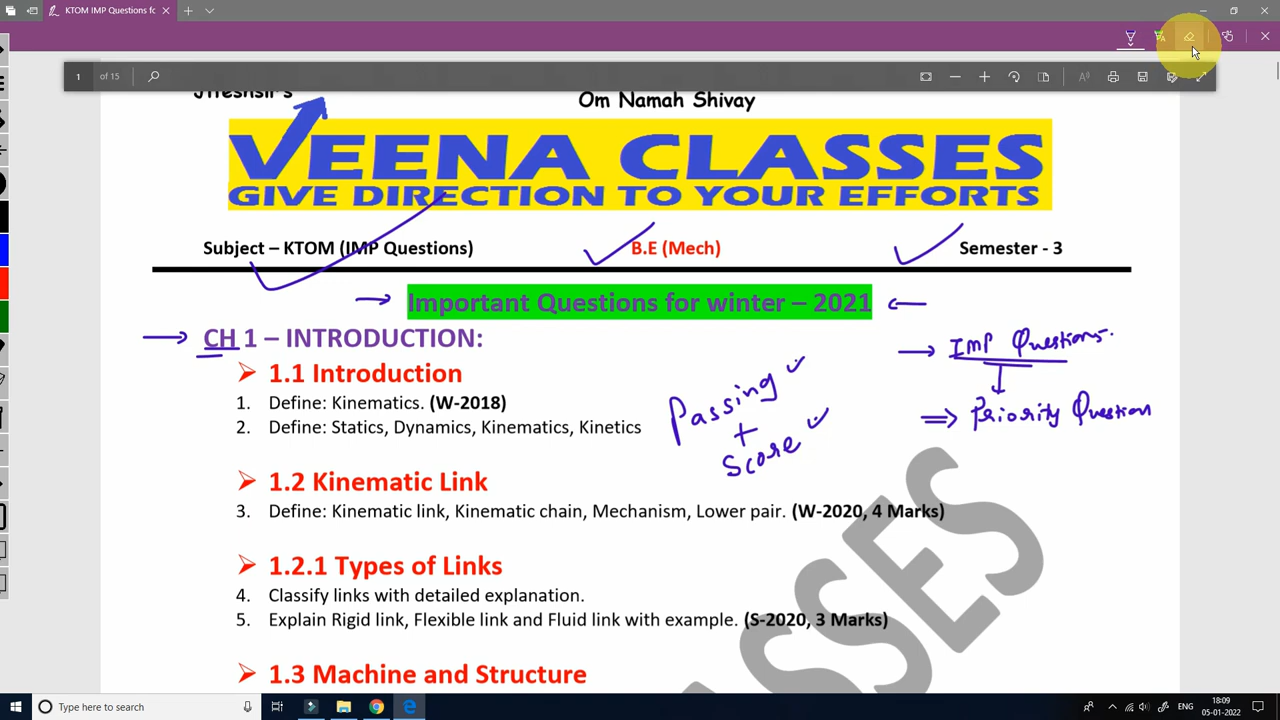 KTOM IMP Questions fo
1 of 15
Jiteshsir's
Om Namah Shivay
VEENA CLASSES
GIVE DIRECTION TO YOUR EFFORTS
Subject – KTOM (IMP Questions) B.E (Mech) Semester - 3
Important Questions for winter – 2021
CH 1 – INTRODUCTION:
IMP Questions.
Priority Question
➢ 1.1 Introduction
1. Define: Kinematics. (W-2018)
2. Define: Statics, Dynamics, Kinematics, Kinetics
Passing
+
Score
➢ 1.2 Kinematic Link
3. Define: Kinematic link, Kinematic chain, Mechanism, Lower pair. (W-2020, 4 Marks)
➢ 1.2.1 Types of Links
4. Classify links with detailed explanation.
5. Explain Rigid link, Flexible link and Fluid link with example. (S-2020, 3 Marks)
➢ 1.3 Machine and Structure
SSES
Type here to search
ENG
18:09
05-01-2022